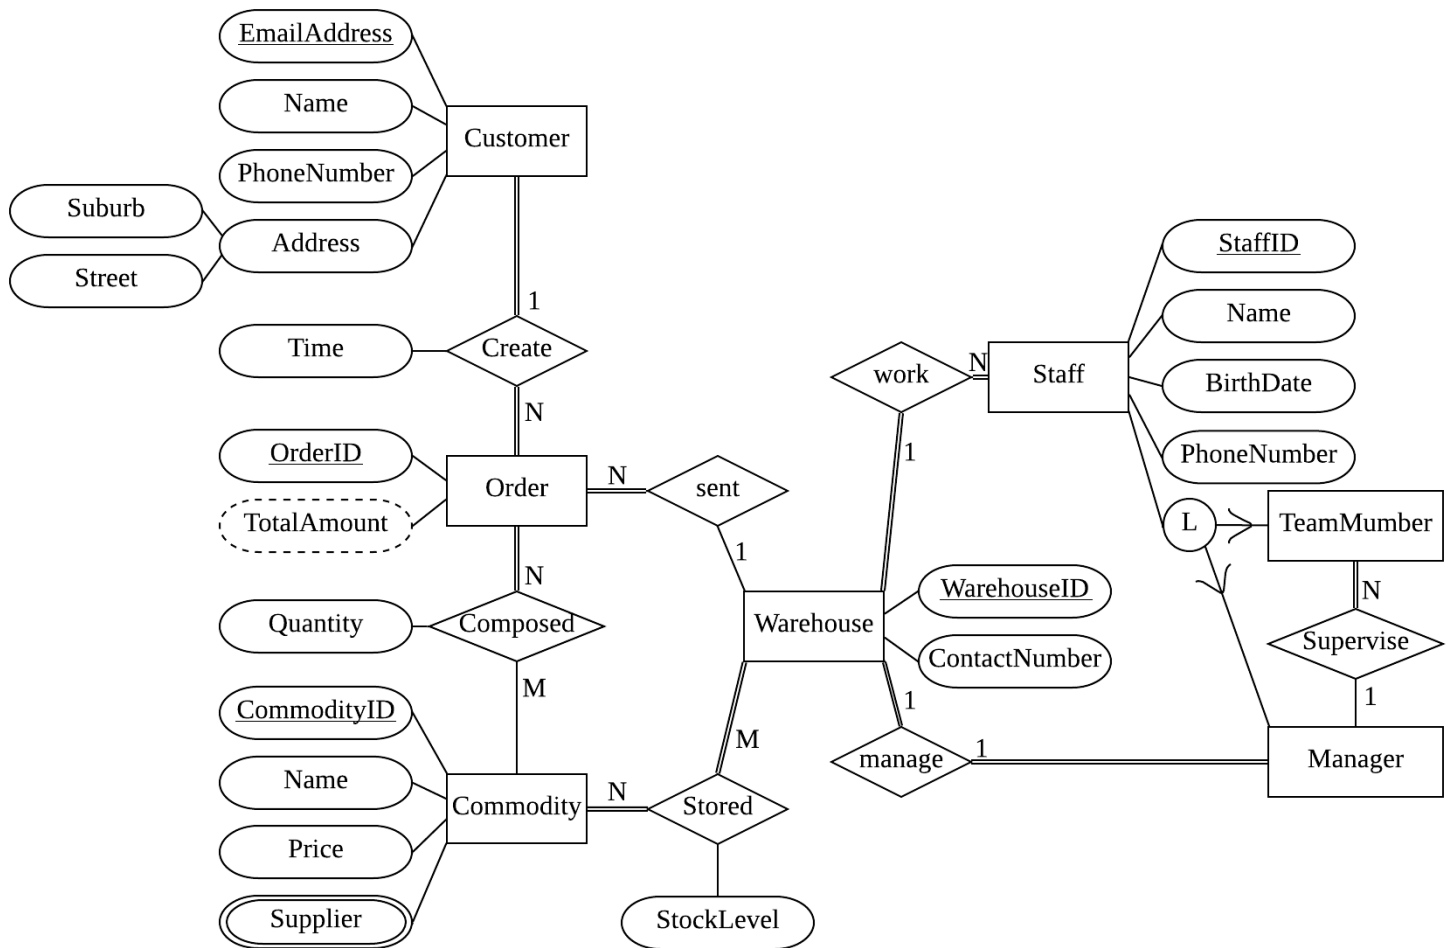 EmailAddress
Name
PhoneNumber
Customer
Suburb
Address
Street
StaffID
Name
BirthDate
PhoneNumber
Staff
work
N
1
1
Time
Create
N
OrderID
TotalAmount
Order
N
sent
1
L
TeamMumber
N
Supervise
1
N
Quantity
Composed
M
Warehouse
WarehouseID
ContactNumber
1
manage
1
Manager
M
CommodityID
Name
Price
Supplier
Commodity
N
Stored
StockLevel